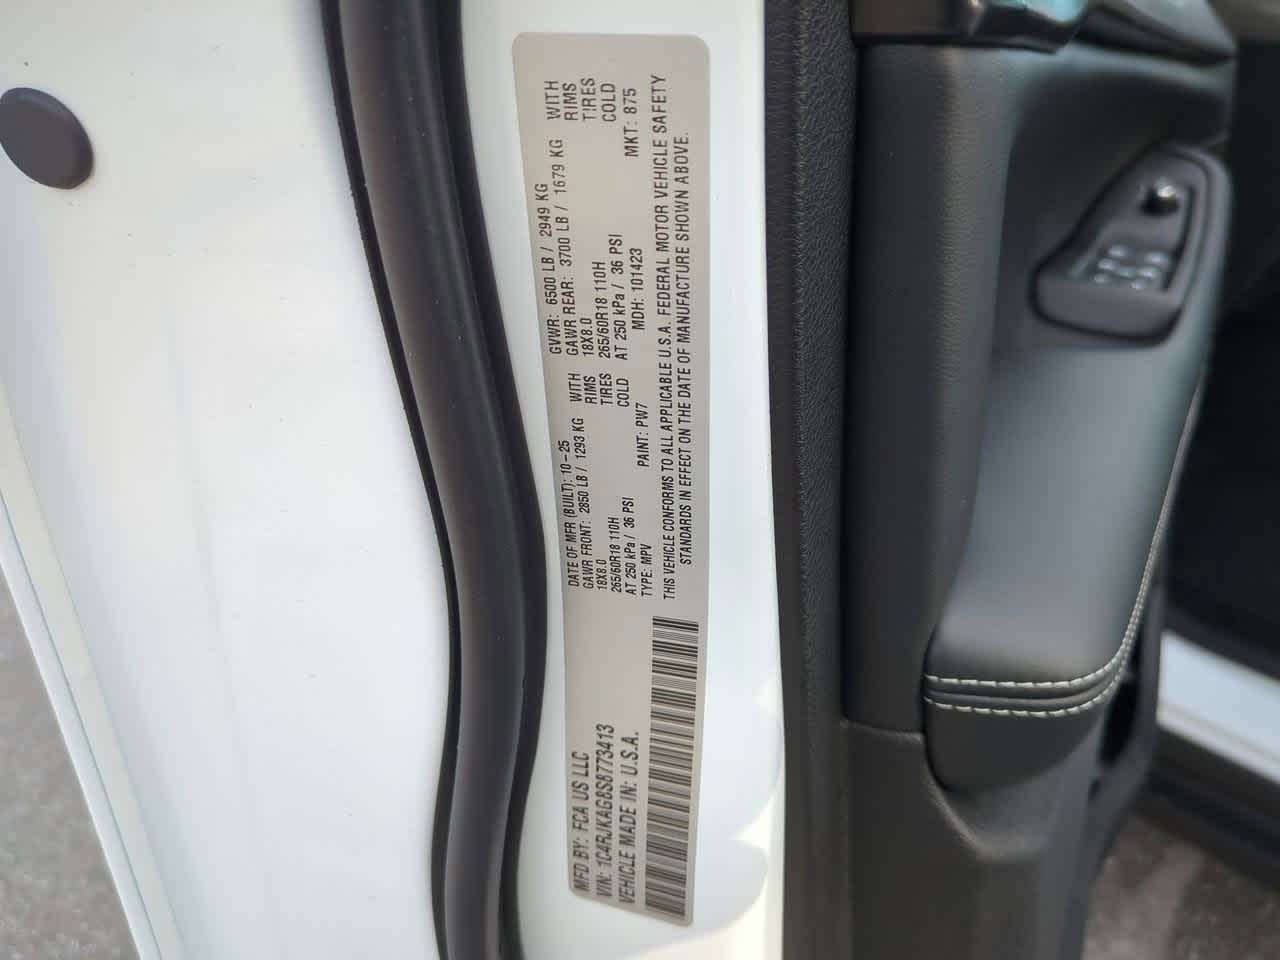 MFD BY: FCA US LLC
VIN: 1C4RJKAG8S8773413
VEHICLE MADE IN: U.S.A.
DATE OF MFR (BUILT): 10-25 GVWR: 6500 LB / 2949 KG
GAWR FRONT: 2850 LB / 1293 KG WITH GAWR REAR: 3700 LB / 1679 KG WITH
18X8.0 RIMS 18X8.0 RIMS
265/60R18 110H TIRES 265/60R18 110H TIRES
AT 250 kPa / 36 PSI COLD AT 250 kPa / 36 PSI COLD
TYPE: MPV PAINT: PW7 MDH: 101423 MKT: 875
THIS VEHICLE CONFORMS TO ALL APPLICABLE U.S.A. FEDERAL MOTOR VEHICLE SAFETY
STANDARDS IN EFFECT ON THE DATE OF MANUFACTURE SHOWN ABOVE.